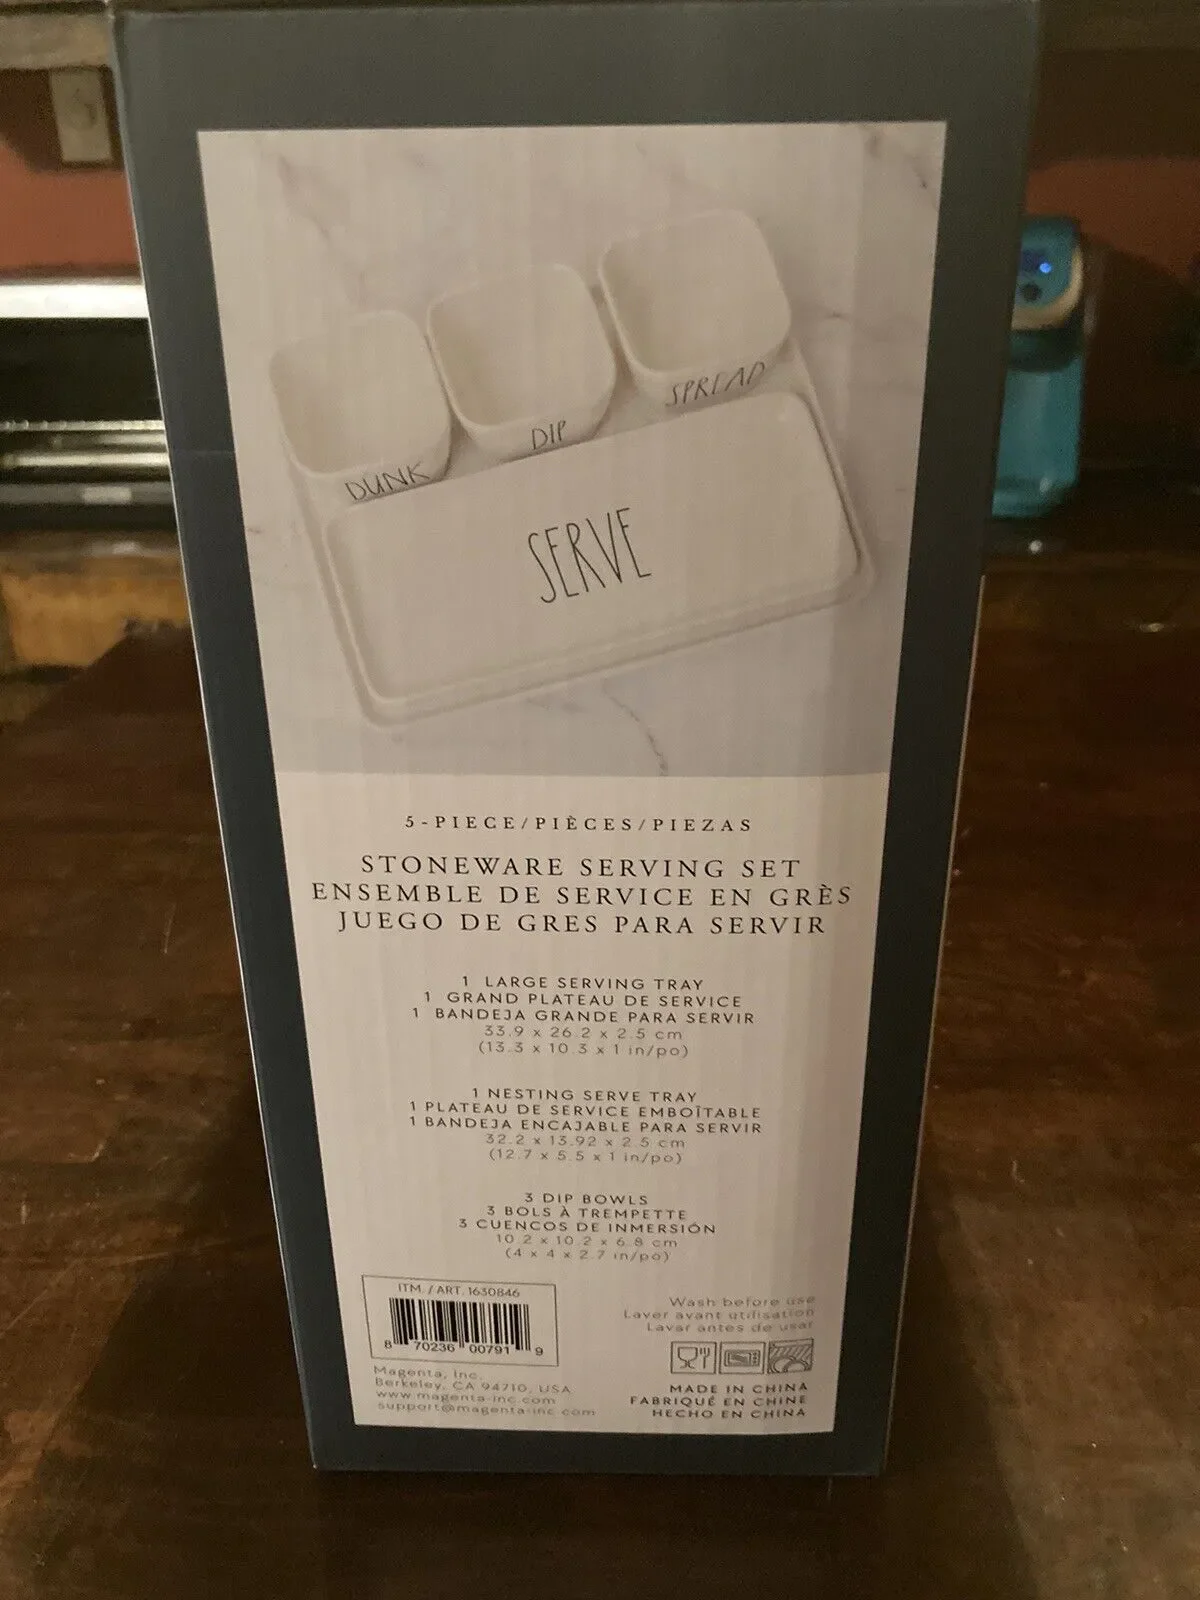 SPREAD
DIP
DUNK
SERVE
5-PIECE/PIÈCES/PIEZAS
STONEWARE SERVING SET
ENSEMBLE DE SERVICE EN GRÈS
JUEGO DE GRES PARA SERVIR
1 LARGE SERVING TRAY
1 GRAND PLATEAU DE SERVICE
1 BANDEJA GRANDE PARA SERVIR
33.9 x 26.2 x 2.5 cm
(13.3 x 10.3 x 1 in/po)
1 NESTING SERVE TRAY
1 PLATEAU DE SERVICE EMBOÎTABLE
1 BANDEJA ENCAJABLE PARA SERVIR
32.2 x 13.92 x 2.5 cm
(12.7 x 5.5 x 1 in/po)
3 DIP BOWLS
3 BOLS À TREMPETTE
3 CUENCOS DE INMERSIÓN
10.2 x 10.2 x 6.8 cm
(4 x 4 x 2.7 in/po)
ITM. / ART. 1630846
8 70236 00791 9
Magenta, Inc.
Berkeley, CA 94710, USA
www.magenta-inc.com
support@magenta-inc.com
Wash before use
Laver avant utilisation
Lavar antes de usar
MADE IN CHINA
FABRIQUÉ EN CHINE
HECHO EN CHINA